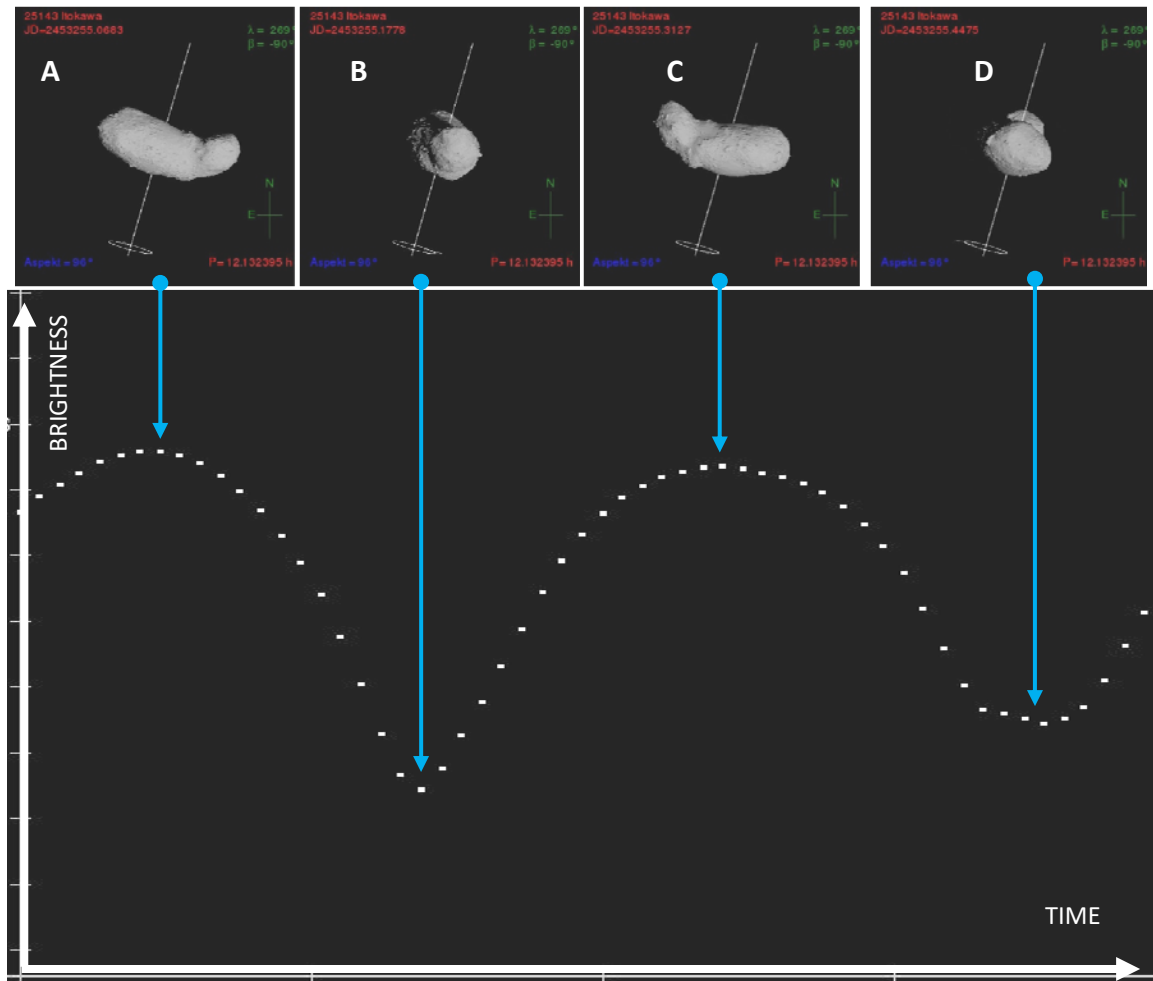 25143 Itokawa
JD=2453255.0683
λ = 269°
β = -90°
A
N
E
Aspekt = 96°
P= 12.132395 h
25143 Itokawa
JD=2453255.1776
λ = 269°
β = -90°
B
N
E
Aspekt = 96°
P= 12.132395 h
25143 Itokawa
JD=2453255.3127
λ = 269°
β = -90°
C
N
E
Aspekt = 96°
P= 12.132395 h
25143 Itokawa
JD=2453255.4475
λ = 269°
β = -90°
D
N
E
Aspekt = 96°
P= 12.132395 h
BRIGHTNESS
TIME